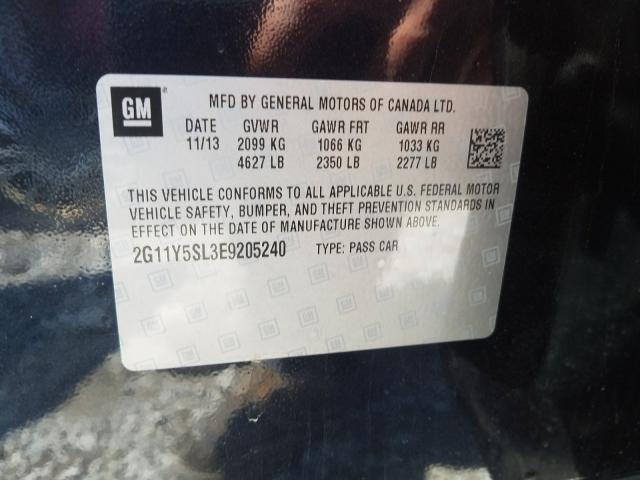 GM
MFD BY GENERAL MOTORS OF CANADA LTD.
DATE GVWR GAWR FRT GAWR RR
11/13 2099 KG 1066 KG 1033 KG
4627 LB 2350 LB 2277 LB
THIS VEHICLE CONFORMS TO ALL APPLICABLE U.S. FEDERAL MOTOR
VEHICLE SAFETY, BUMPER, AND THEFT PREVENTION STANDARDS IN
EFFECT ON THE DATE OF MANUFACTURE SHOWN ABOVE.
2G11Y5SL3E9205240 TYPE: PASS CAR